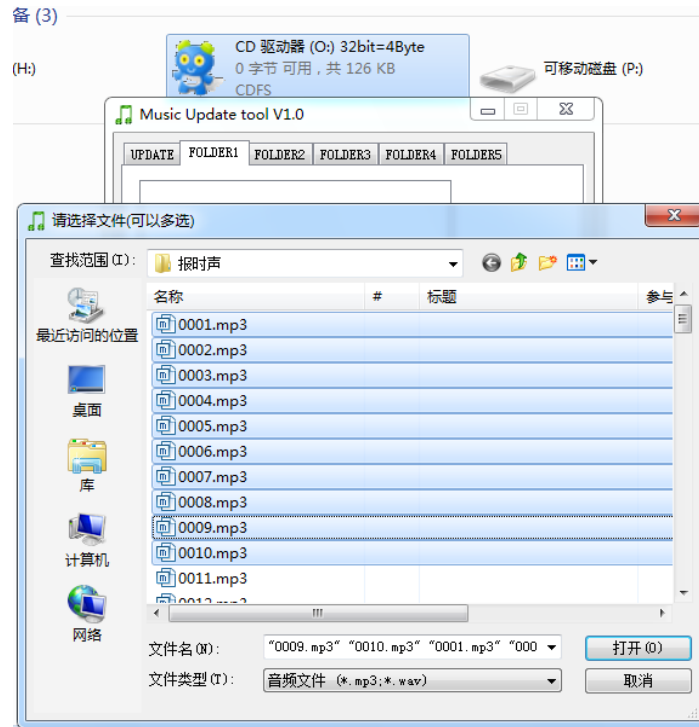 备 (3)
CD 驱动器 (O:) 32bit=4Byte
(H:)
0 字节 可用，共 126 KB
可移动磁盘 (P:)
CDFS
Music Update tool V1.0
UPDATE FOLDER1 FOLDER2 FOLDER3 FOLDER4 FOLDER5
请选择文件(可以多选)
查找范围(I): 报时声
名称 # 标题 参与
最近访问的位置
桌面
库
计算机
网络
0001.mp3
0002.mp3
0003.mp3
0004.mp3
0005.mp3
0006.mp3
0007.mp3
0008.mp3
0009.mp3
0010.mp3
0011.mp3
0012.mp3
文件名(N): "0009.mp3" "0010.mp3" "0001.mp3" "000 打开(O)
文件类型(T): 音频文件 (*.mp3;*.wav) 取消